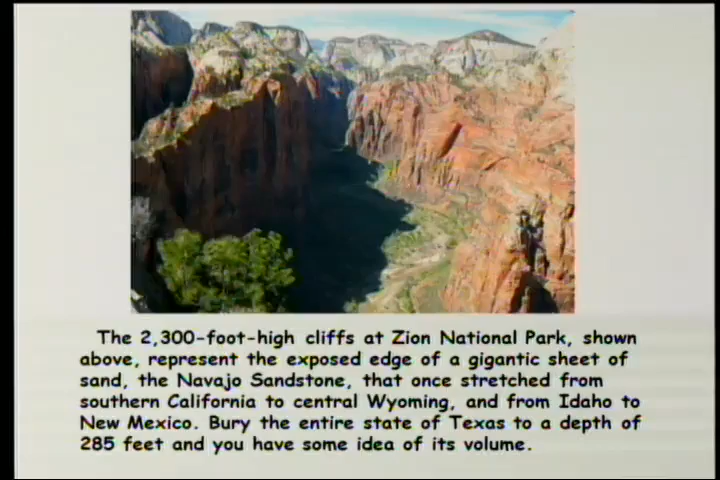 The 2,300-foot-high cliffs at Zion National Park, shown
above, represent the exposed edge of a gigantic sheet of
sand, the Navajo Sandstone, that once stretched from
southern California to central Wyoming, and from Idaho to
New Mexico. Bury the entire state of Texas to a depth of
285 feet and you have some idea of its volume.